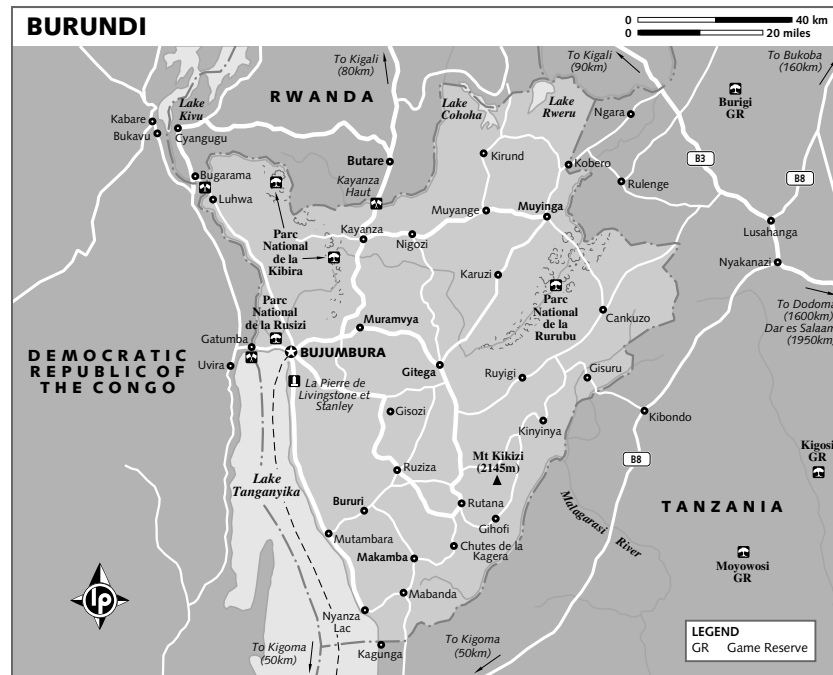 BURUNDI
0 40 km
0 20 miles
To Kigali
(80km)
To Kigali
(90km)
To Bukoba
(160km)
RWANDA
Lake
Kivu
Lake
Cohoha
Lake
Rweru
Ngara
Burigi
GR
Kabare
Bukavu
Cyangugu
Butare
Kirund
Kobero
B3
B8
Bugarama
Kayanza
Haut
Rulenge
Luhwa
Muyange
Muyinga
Lusahanga
Parc
National
de la
Kibira
Kayanza
Nigozi
Nyakanazi
Karuzi
To Dodoma
(1600km)
Dar es Salaam
(1950km)
Parc
National
de la Rusizi
Muramvya
Parc
National
de la
Rurubu
Cankuzo
Gatumba
BUJUMBURA
DEMOCRATIC
REPUBLIC OF
THE CONGO
Uvira
Gitega
Ruyigi
Gisuru
La Pierre de
Livingstone et
Stanley
Gisozi
Kinyinya
Kibondo
Mt Kikizi
(2145m)
B8
Kigosi
GR
Ruziza
Lake
Tanganyika
Bururi
Rutana
Malagarasi
River
TANZANIA
Gihofi
Mutambara
Makamba
Chutes de la
Kagera
Moyowosi
GR
lp
Mabanda
Nyanza
Lac
To Kigoma
(50km)
Kagunga
To Kigoma
(50km)
LEGEND
GR Game Reserve